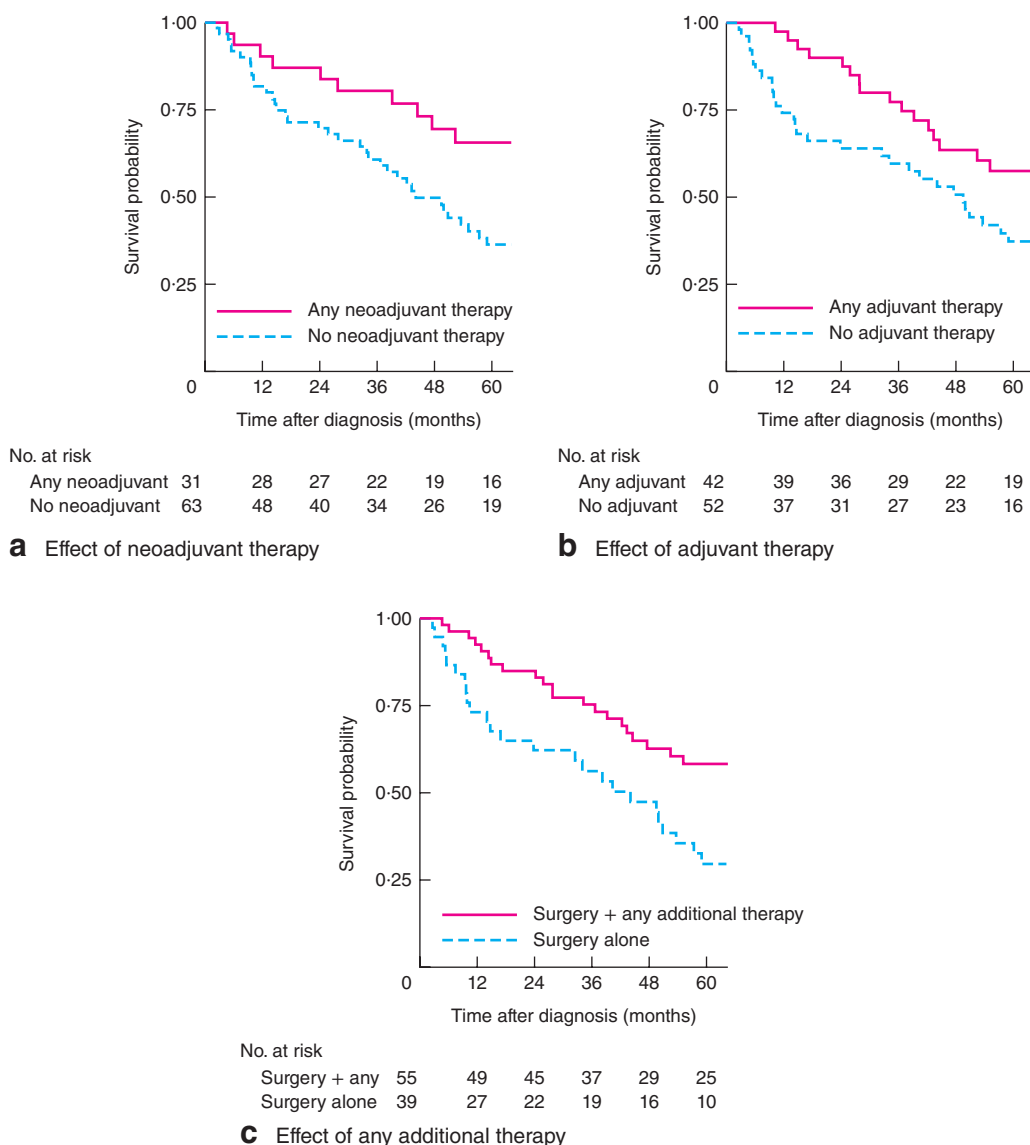 1·00
0·75
0·50
0·25
0
Survival probability
Any neoadjuvant therapy
No neoadjuvant therapy
12 24 36 48 60
Time after diagnosis (months)
No. at risk
Any neoadjuvant 31 28 27 22 19 16
No neoadjuvant 63 48 40 34 26 19
a Effect of neoadjuvant therapy
1·00
0·75
0·50
0·25
0
Survival probability
Any adjuvant therapy
No adjuvant therapy
12 24 36 48 60
Time after diagnosis (months)
No. at risk
Any adjuvant 42 39 36 29 22 19
No adjuvant 52 37 31 27 23 16
b Effect of adjuvant therapy
1·00
0·75
0·50
0·25
0
Survival probability
Surgery + any additional therapy
Surgery alone
12 24 36 48 60
Time after diagnosis (months)
No. at risk
Surgery + any 55 49 45 37 29 25
Surgery alone 39 27 22 19 16 10
c Effect of any additional therapy